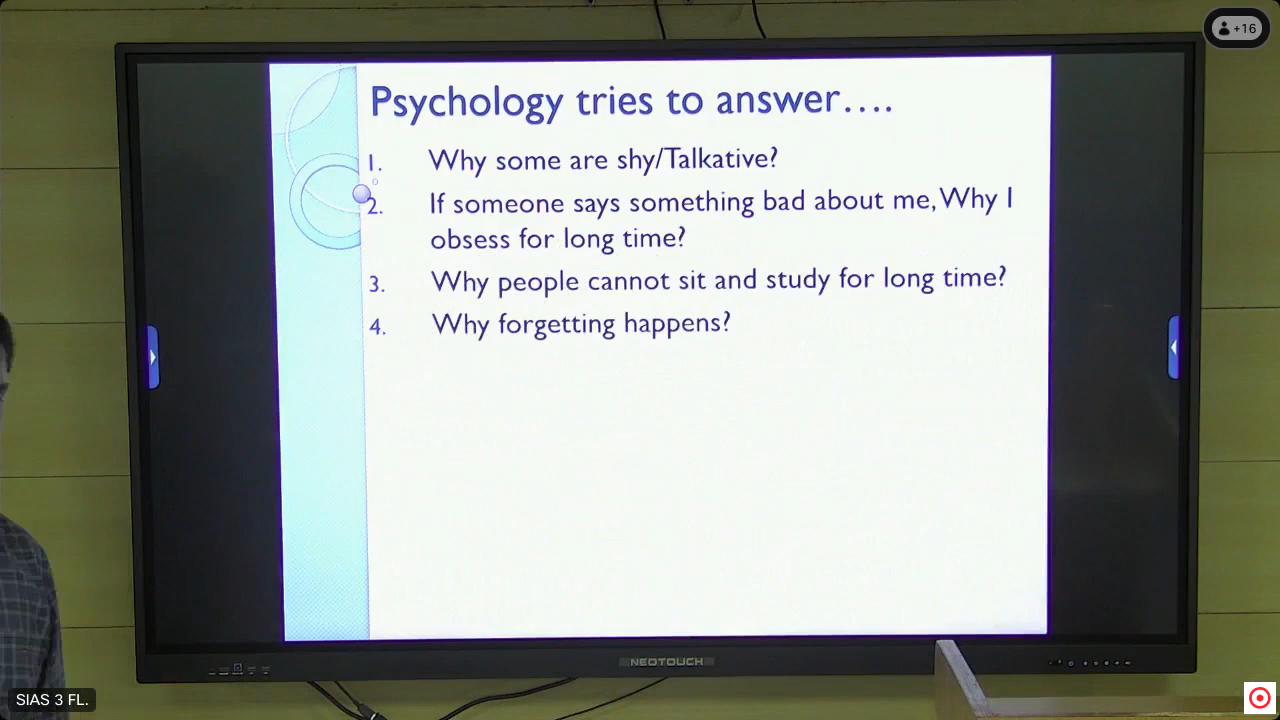 +16
Psychology tries to answer....
1. Why some are shy/Talkative?
2. If someone says something bad about me, Why I
obsess for long time?
3. Why people cannot sit and study for long time?
4. Why forgetting happens?
NEOTOUCH
SIAS 3 FL.